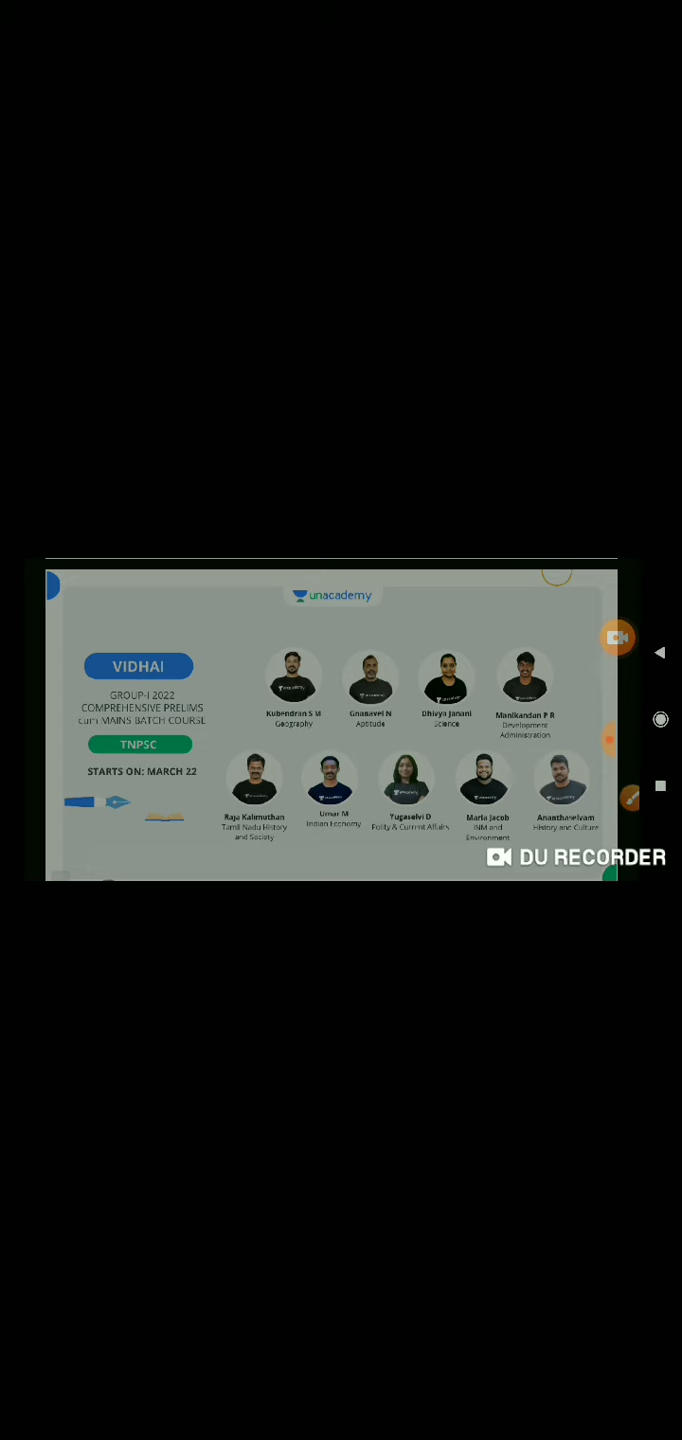 unacademy
VIDHAI
GROUP-I 2022
COMPREHENSIVE PRELIMS
cum MAINS BATCH COURSE
TNPSC
STARTS ON: MARCH 22
Kubendran S M
Geography
Gnanavel N
Aptitude
Dhivya Janani
Science
Manikandan P R
Development
Administration
Raja Kalimuthan
Tamil Nadu History
and Society
Umar M
Indian Economy
Yugaselvi D
Polity & Current Affairs
Maria Jacob
INM and
Environment
Ananthaselvam
History and Culture
DU RECORDER